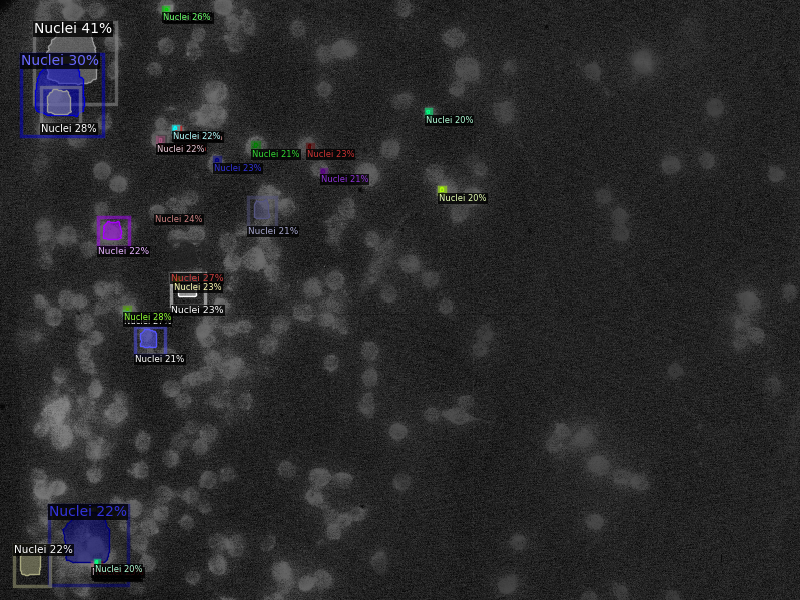 Nuclei 26%
Nuclei 41%
Nuclei 30%
Nuclei 28%
Nuclei 20%
Nuclei 22%
Nuclei 22%
Nuclei 21%
Nuclei 23%
Nuclei 23%
Nuclei 21%
Nuclei 20%
Nuclei 24%
Nuclei 21%
Nuclei 22%
Nuclei 27%
Nuclei 23%
Nuclei 23%
Nuclei 28%
Nuclei 21%
Nuclei 22%
Nuclei 22%
Nuclei 20%